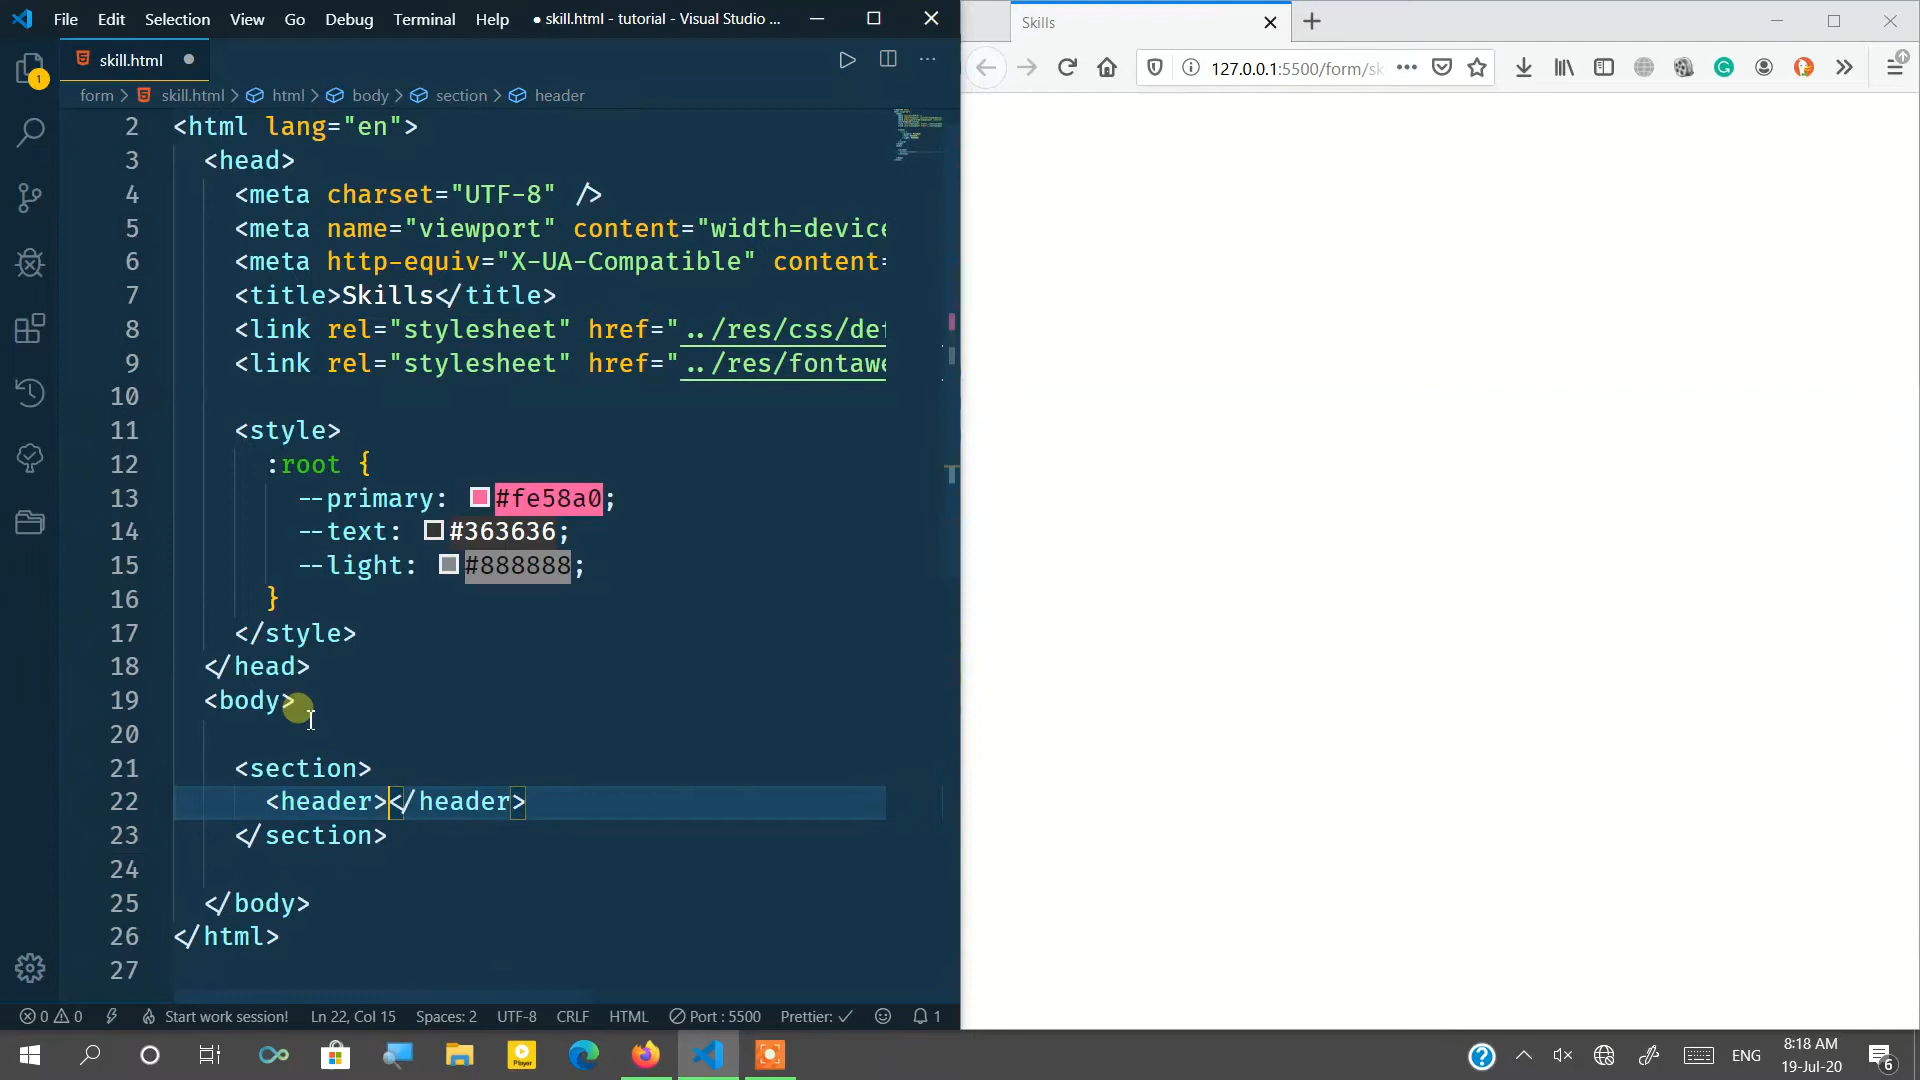 File Edit Selection View Go Debug Terminal Help ● skill.html - tutorial - Visual Studio ...
skill.html
form > skill.html > html > body > section > header
2 <html lang="en">
3 <head>
4 <meta charset="UTF-8" />
5 <meta name="viewport" content="width=device
6 <meta http-equiv="X-UA-Compatible" content=
7 <title>Skills</title>
8 <link rel="stylesheet" href="../res/css/def
9 <link rel="stylesheet" href="../res/fontawe
10
11 <style>
12 :root {
13 --primary: #fe58a0;
14 --text: #363636;
15 --light: #888888;
16 }
17 </style>
18 </head>
19 <body>
20
21 <section>
22 <header></header>
23 </section>
24
25 </body>
26 </html>
27
0 0 Start work session! Ln 22, Col 15 Spaces: 2 UTF-8 CRLF HTML Port : 5500 Prettier: ✓ 1
1
Skills
127.0.0.1:5500/form/sk
Player
ENG
8:18 AM
19-Jul-20
6